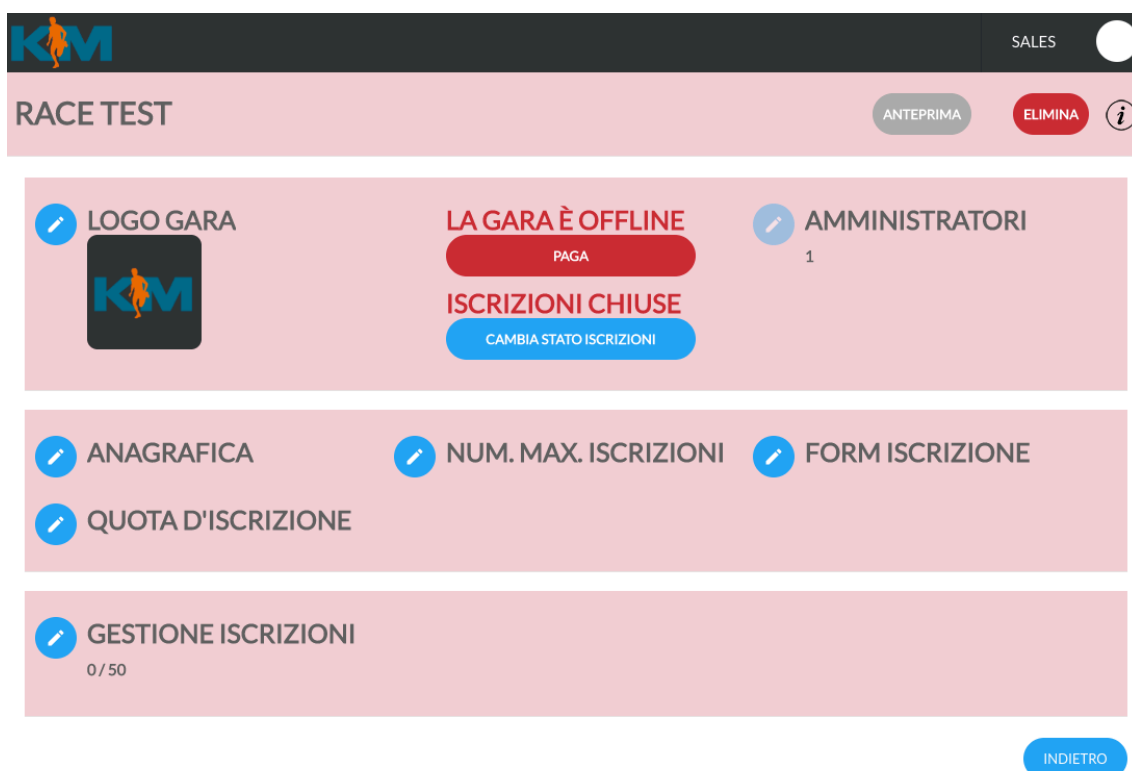 KM
SALES
RACE TEST
ANTEPRIMA
ELIMINA
i
LOGO GARA
KM
LA GARA È OFFLINE
PAGA
ISCRIZIONI CHIUSE
CAMBIA STATO ISCRIZIONI
AMMINISTRATORI
1
ANAGRAFICA
NUM. MAX. ISCRIZIONI
FORM ISCRIZIONE
QUOTA D'ISCRIZIONE
GESTIONE ISCRIZIONI
0 / 50
INDIETRO